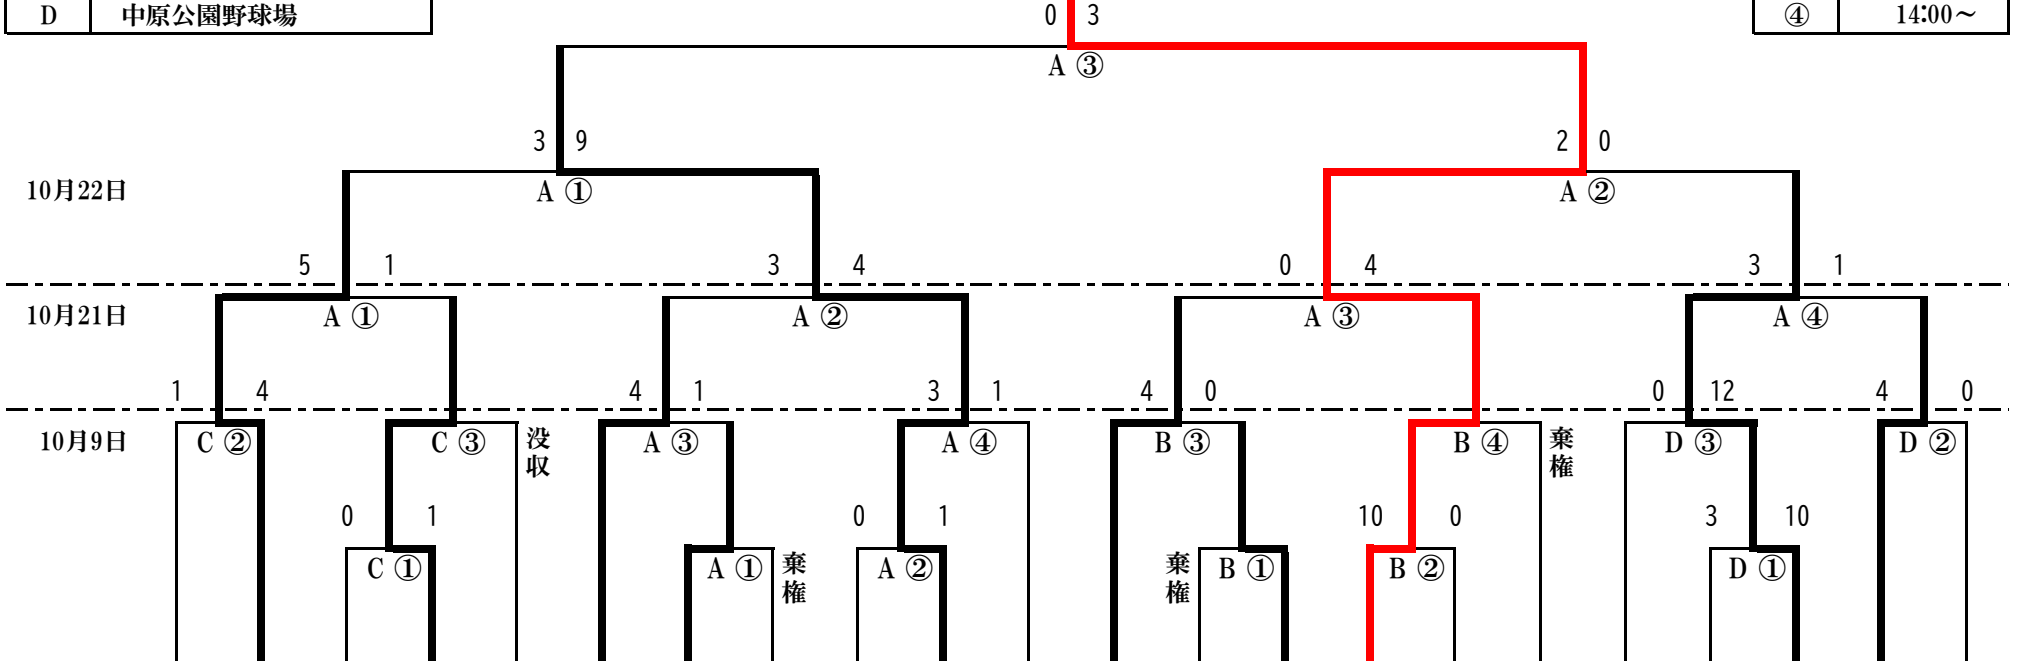 D 中原公園野球場 0 3 ④ 14:00～
A ③
3 9 2 0
10月22日 A ① A ②
5 1 3 4 0 4 3 1
10月21日 A ① A ② A ③ A ④
1 4 4 1 3 1 4 0 0 12 4 0
10月9日 C ② C ③ 没収 A ③ A ④ B ③ B ④ 棄権 D ③ D ②
0 1 0 1 10 0 3 10
C ① A ① 棄権 A ② 棄権 B ① B ② D ①